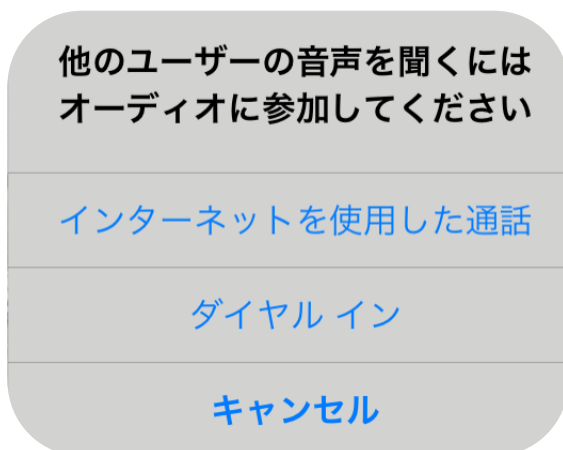 他のユーザーの音声を聞くには
オーディオに参加してください
インターネットを使用した通話
ダイヤル イン
キャンセル